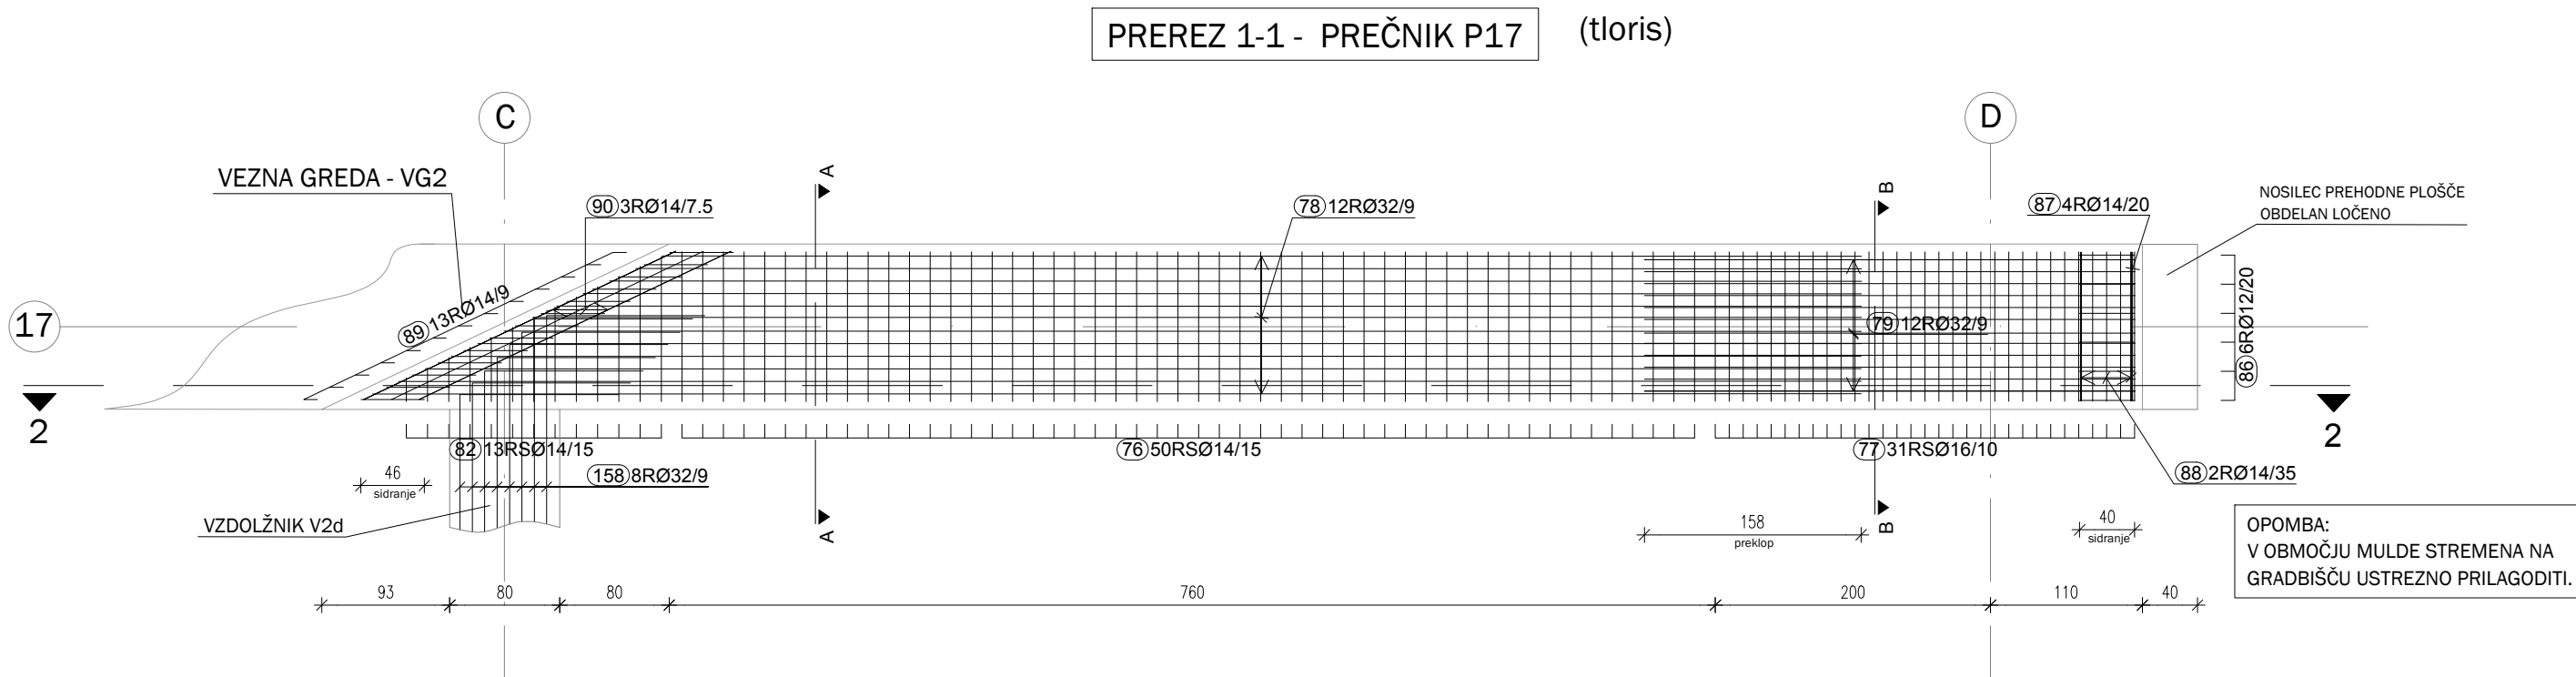 PREREZ 1-1 - PREČNIK P17 (tloris)
C
D
VEZNA GREDA - VG2
90 3RØ14/7.5
A
78 12RØ32/9
B
87 4RØ14/20
NOSILEC PREHODNE PLOŠČE
OBDELAN LOČENO
89 13RØ14/9
17
79 12RØ32/9
86 6RØ12/20
2
2
82 13RSØ14/15
76 50RSØ14/15
77 31RSØ16/10
46
sidranje
158 8RØ32/9
88 2RØ14/35
VZDOLŽNIK V2d
A
B
158
preklop
40
sidranje
OPOMBA:
V OBMOČJU MULDE STREMENA NA
GRADBIŠČU USTREZNO PRILAGODITI.
93
80
80
760
200
110
40